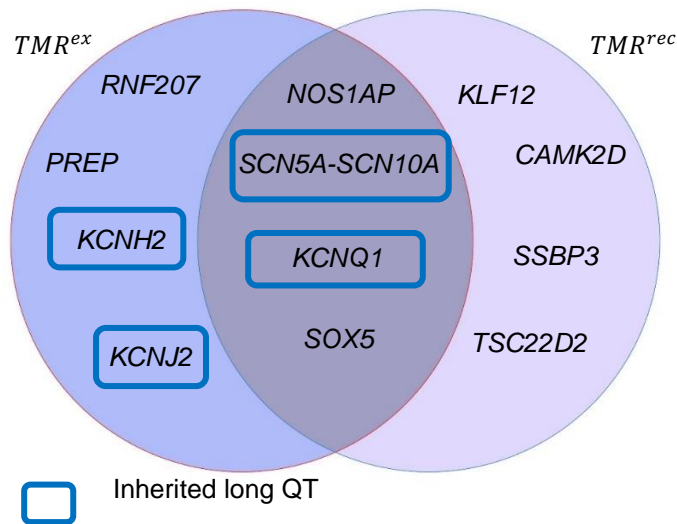 TMR^ex
TMR^rec
RNF207
NOS1AP
KLF12
PREP
SCN5A-SCN10A
CAMK2D
KCNH2
KCNQ1
SSBP3
KCNJ2
SOX5
TSC22D2
Inherited long QT